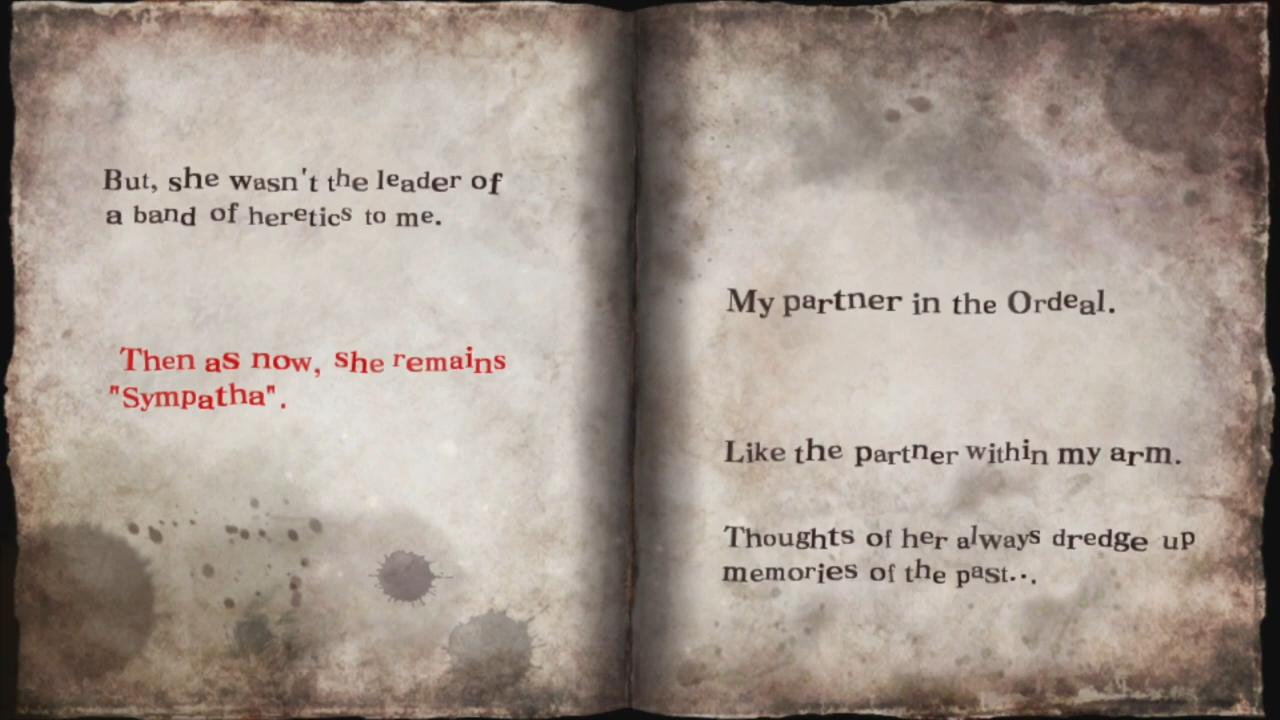 But, she wasn't the leader of
a band of heretics to me.
Then as now, she remains
"Sympatha".
My partner in the Ordeal.
Like the partner within my arm.
Thoughts of her always dredge up
memories of the past...